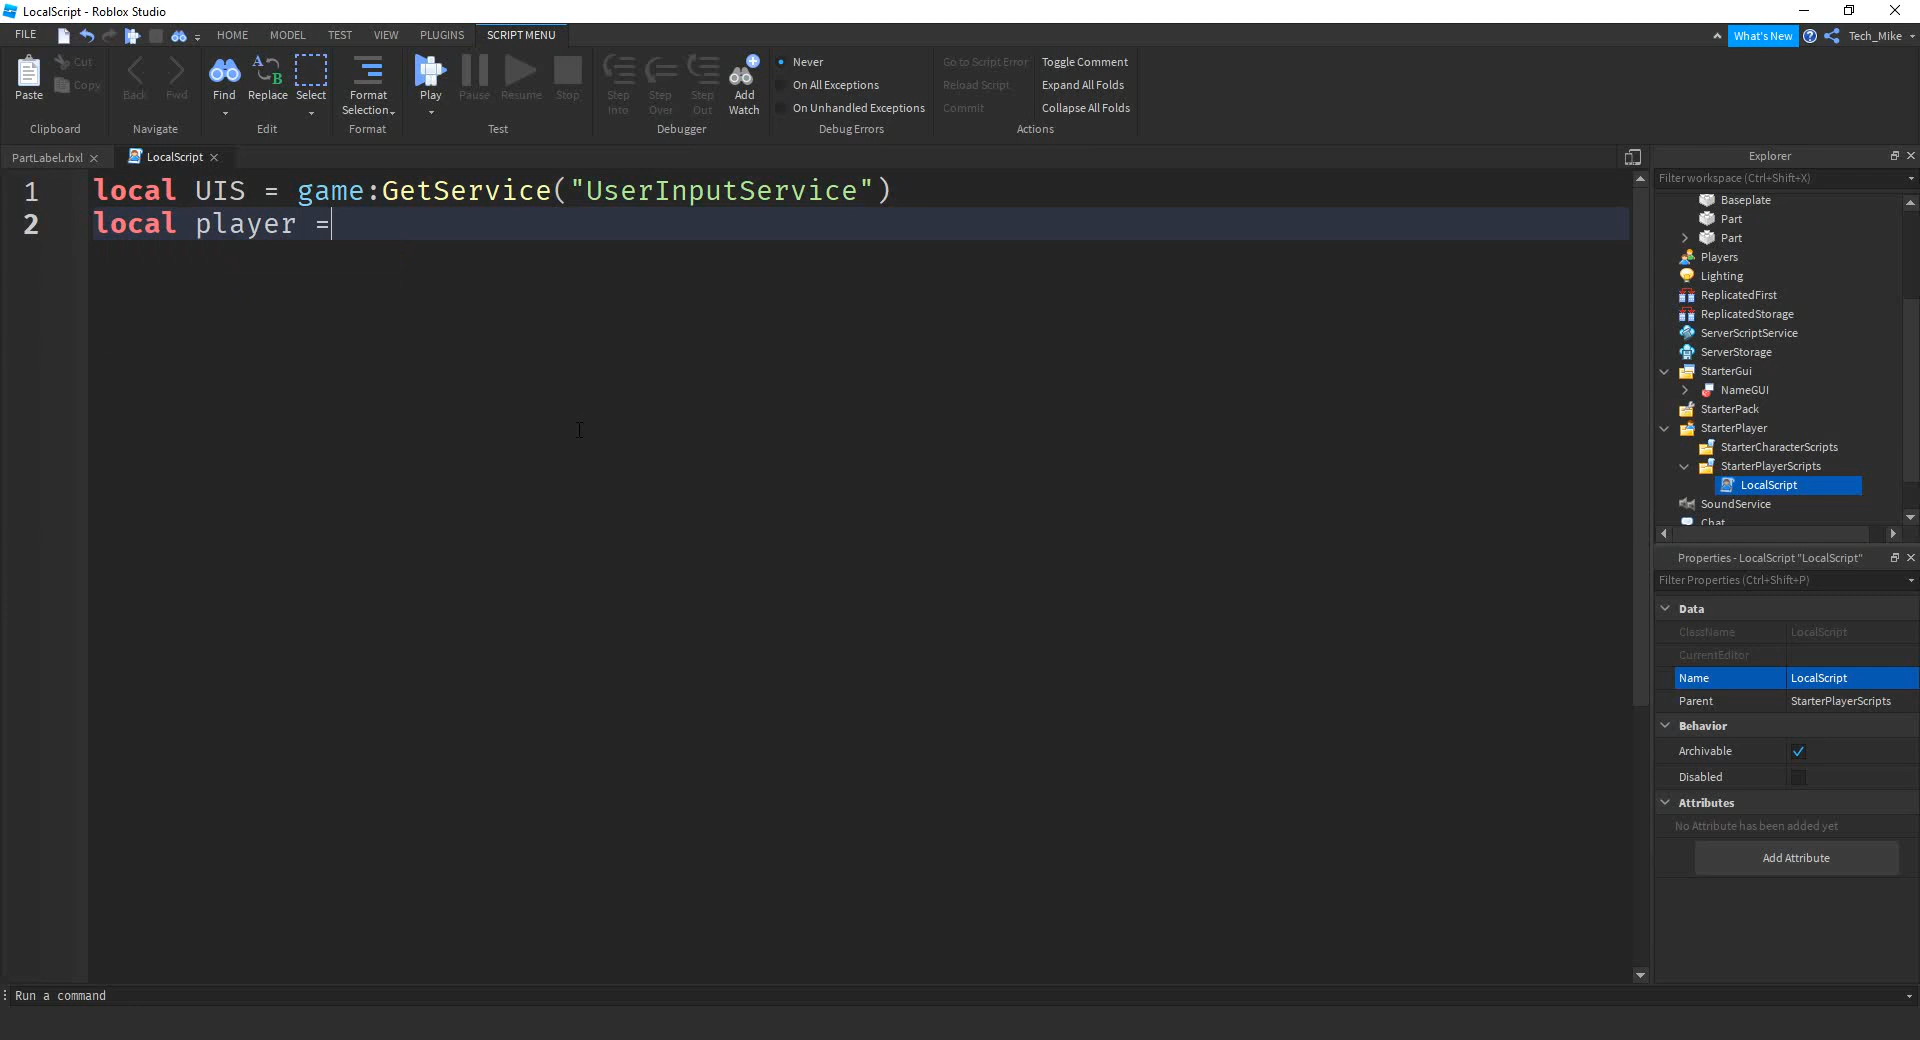 LocalScript - Roblox Studio
FILE HOME MODEL TEST VIEW PLUGINS SCRIPT MENU What's New Tech_Mike
Paste Cut Copy
Clipboard
Back Fwd
Navigate
Find Replace Select
Edit
Format Selection
Format
Play Pause Resume Stop
Test
Step Into Step Over Step Out Add Watch
Debugger
Never
On All Exceptions
On Unhandled Exceptions
Debug Errors
Go to Script Error Toggle Comment
Reload Script Expand All Folds
Commit Collapse All Folds
Actions
PartLabel.rbxl LocalScript
1 local UIS = game:GetService("UserInputService")
2 local player =
Explorer
Filter workspace (Ctrl+Shift+X)
Baseplate
Part
Part
Players
Lighting
ReplicatedFirst
ReplicatedStorage
ServerScriptService
ServerStorage
StarterGui
NameGUI
StarterPack
StarterPlayer
StarterCharacterScripts
StarterPlayerScripts
LocalScript
SoundService
Chat
Properties - LocalScript "LocalScript"
Filter Properties (Ctrl+Shift+P)
Data
ClassName LocalScript
CurrentEditor
Name LocalScript
Parent StarterPlayerScripts
Behavior
Archivable
Disabled
Attributes
No Attribute has been added yet
Add Attribute
Run a command